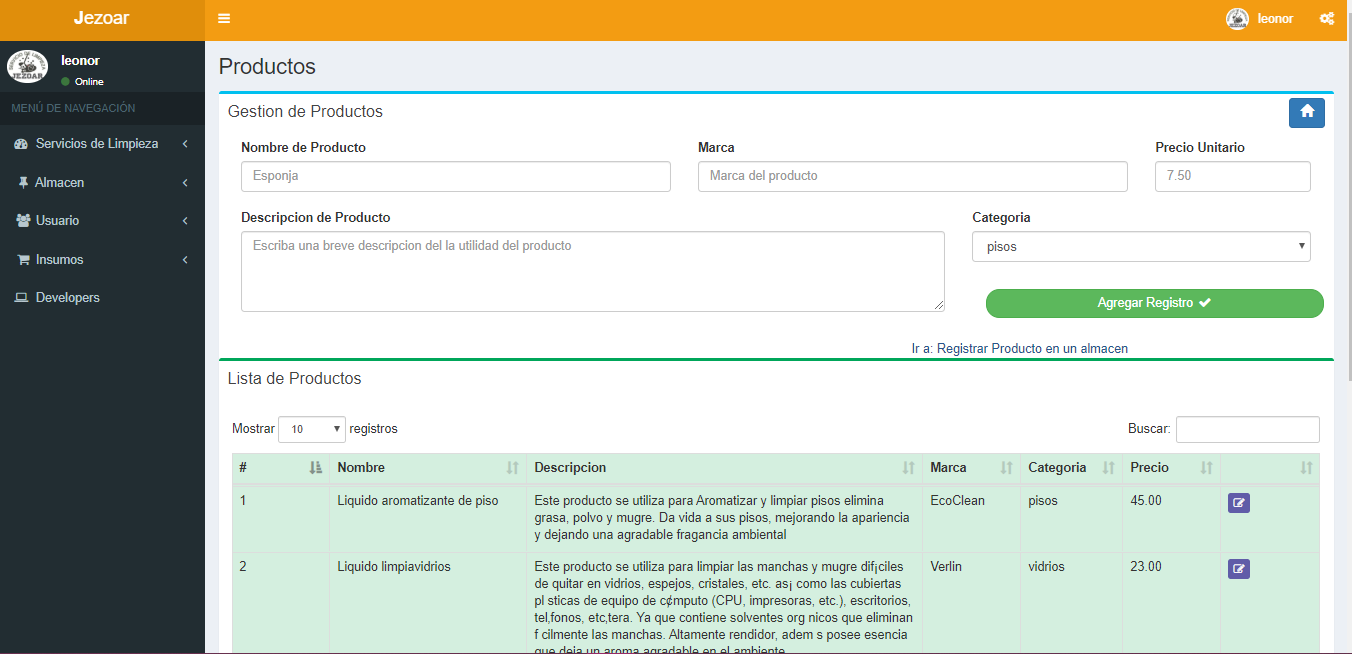 Jezoar
leonor
leonor
Online
MENÚ DE NAVEGACIÓN
Servicios de Limpieza
Almacen
Usuario
Insumos
Developers
Productos
Gestion de Productos
Nombre de Producto Marca Precio Unitario
Esponja Marca del producto 7.50
Descripcion de Producto Categoria
Escriba una breve descripcion del la utilidad del producto pisos
Agregar Registro
Ir a: Registrar Producto en un almacen
Lista de Productos
Mostrar 10 registros Buscar:
# Nombre Descripcion Marca Categoria Precio
1 Liquido aromatizante de piso Este producto se utiliza para Aromatizar y limpiar pisos elimina EcoClean pisos 45.00
grasa, polvo y mugre. Da vida a sus pisos, mejorando la apariencia
y dejando una agradable fragancia ambiental
2 Liquido limpiavidrios Este producto se utiliza para limpiar las manchas y mugre dif¡ciles Verlin vidrios 23.00
de quitar en vidrios, espejos, cristales, etc. as¡ como las cubiertas
pl sticas de equipo de c¢mputo (CPU, impresoras, etc.), escritorios,
tel‚fonos, etc‚tera. Ya que contiene solventes org nicos que eliminan
f cilmente las manchas. Altamente rendidor, adem s posee esencia
que deja un aroma agradable en el ambiente